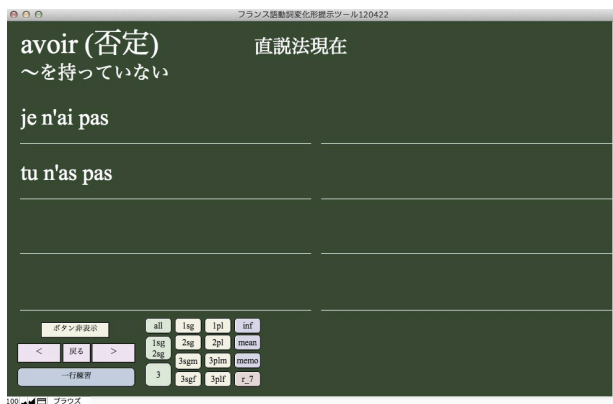 フランス語動詞変化形提示ツール120422
avoir (否定) 直説法現在
〜を持っていない
je n'ai pas
tu n'as pas
ボタン非表示
all 1sg 1pl inf
< 戻る > 1sg 2sg 2sg 2pl mean
3sgm 3plm memo
一行練習 3 3sgf 3plf r_7
100 ブラウズ